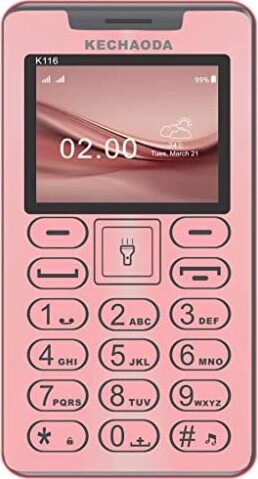 KECHAODA
K116
99%
02.00
24°C
Tues, March 21
1
2 ABC
3 DEF
4 GHI
5 JKL
6 MNO
7 PQRS
8 TUV
9 WXYZ
*
0
#